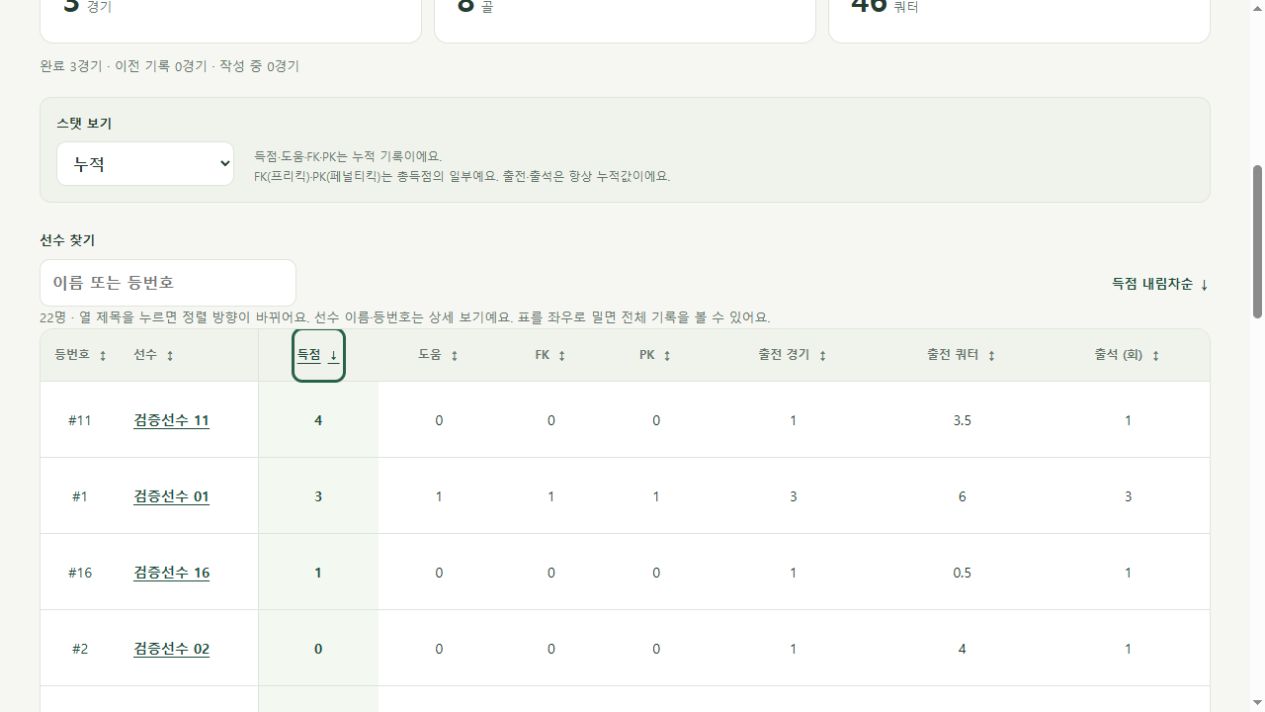 3 경기
8 골
46 쿼터
완료 3경기 · 이전 기록 0경기 · 작성 중 0경기
스탯 보기
누적
득점·도움·FK·PK는 누적 기록이에요.
FK(프리킥)·PK(페널티킥)는 총득점의 일부예요. 출전·출석은 항상 누적값이에요.
선수 찾기
이름 또는 등번호
득점 내림차순 ↓
22명 · 열 제목을 누르면 정렬 방향이 바뀌어요. 선수 이름·등번호는 상세 보기예요. 표를 좌우로 밀면 전체 기록을 볼 수 있어요.
등번호 ↕ 선수 ↕ 득점 ↓ 도움 ↕ FK ↕ PK ↕ 출전 경기 ↕ 출전 쿼터 ↕ 출석 (회) ↕
#11 검증선수 11 4 0 0 0 1 3.5 1
#1 검증선수 01 3 1 1 1 3 6 3
#16 검증선수 16 1 0 0 0 1 0.5 1
#2 검증선수 02 0 0 0 0 1 4 1